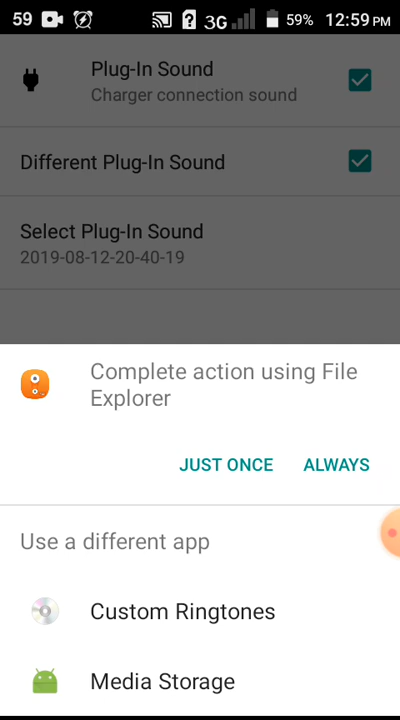 59 3G 59% 12:59 PM
Plug-In Sound
Charger connection sound
Different Plug-In Sound
Select Plug-In Sound
2019-08-12-20-40-19
Complete action using File
Explorer
JUST ONCE ALWAYS
Use a different app
Custom Ringtones
Media Storage